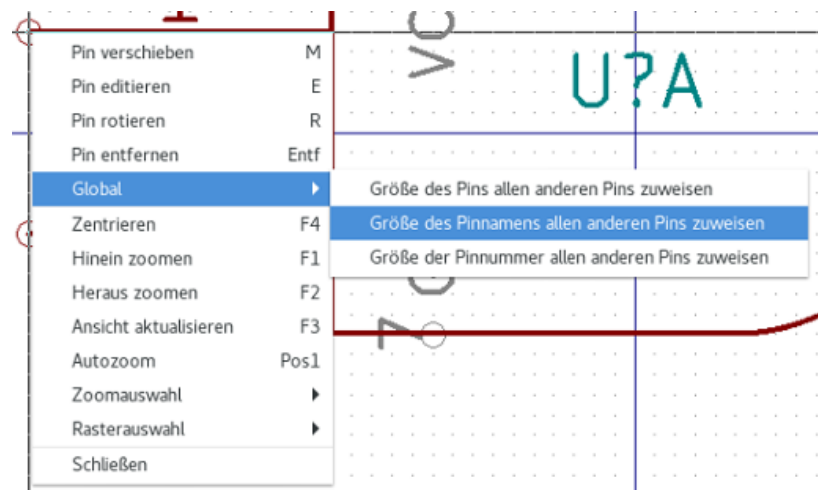 U?A
Pin verschieben M
Pin editieren E
Pin rotieren R
Pin entfernen Entf
Global
Größe des Pins allen anderen Pins zuweisen
Größe des Pinnamens allen anderen Pins zuweisen
Größe der Pinnummer allen anderen Pins zuweisen
Zentrieren F4
Hinein zoomen F1
Heraus zoomen F2
Ansicht aktualisieren F3
Autozoom Pos1
Zoomauswahl
Rasterauswahl
Schließen
7